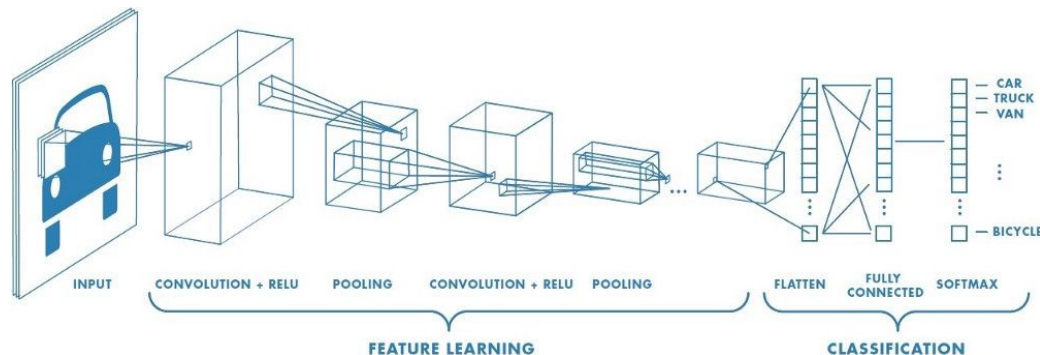 CAR
TRUCK
VAN
BICYCLE
INPUT
CONVOLUTION + RELU
POOLING
CONVOLUTION + RELU
POOLING
FLATTEN
FULLY
CONNECTED
SOFTMAX
FEATURE LEARNING
CLASSIFICATION